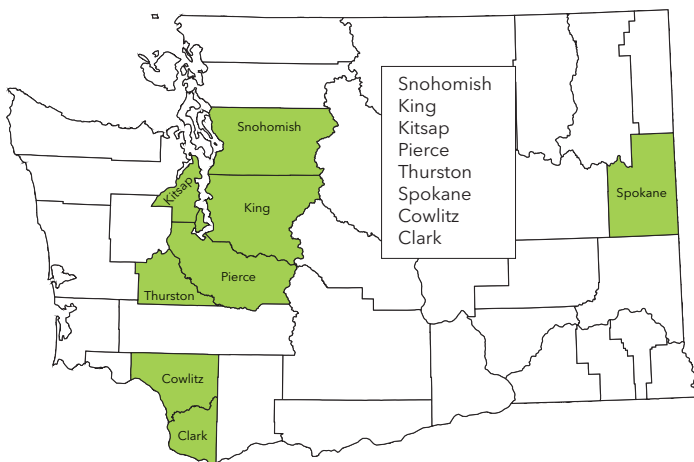 Snohomish
King
Kitsap
Pierce
Thurston
Spokane
Cowlitz
Clark
Snohomish
Kitsap
King
Spokane
Pierce
Thurston
Cowlitz
Clark